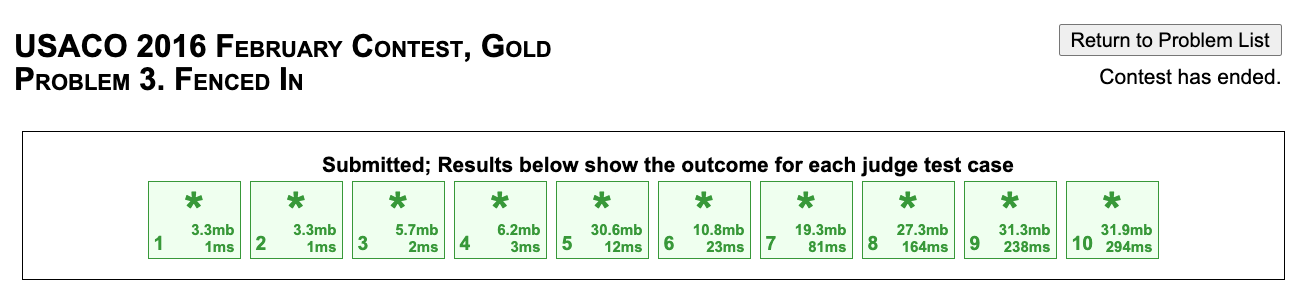 USACO 2016 February Contest, Gold
Problem 3. Fenced In
Return to Problem List
Contest has ended.
Submitted; Results below show the outcome for each judge test case
* * * * * * * * * *
3.3mb 3.3mb 5.7mb 6.2mb 30.6mb 10.8mb 19.3mb 27.3mb 31.3mb 31.9mb
1 1ms 2 1ms 3 2ms 4 3ms 5 12ms 6 23ms 7 81ms 8 164ms 9 238ms 10 294ms